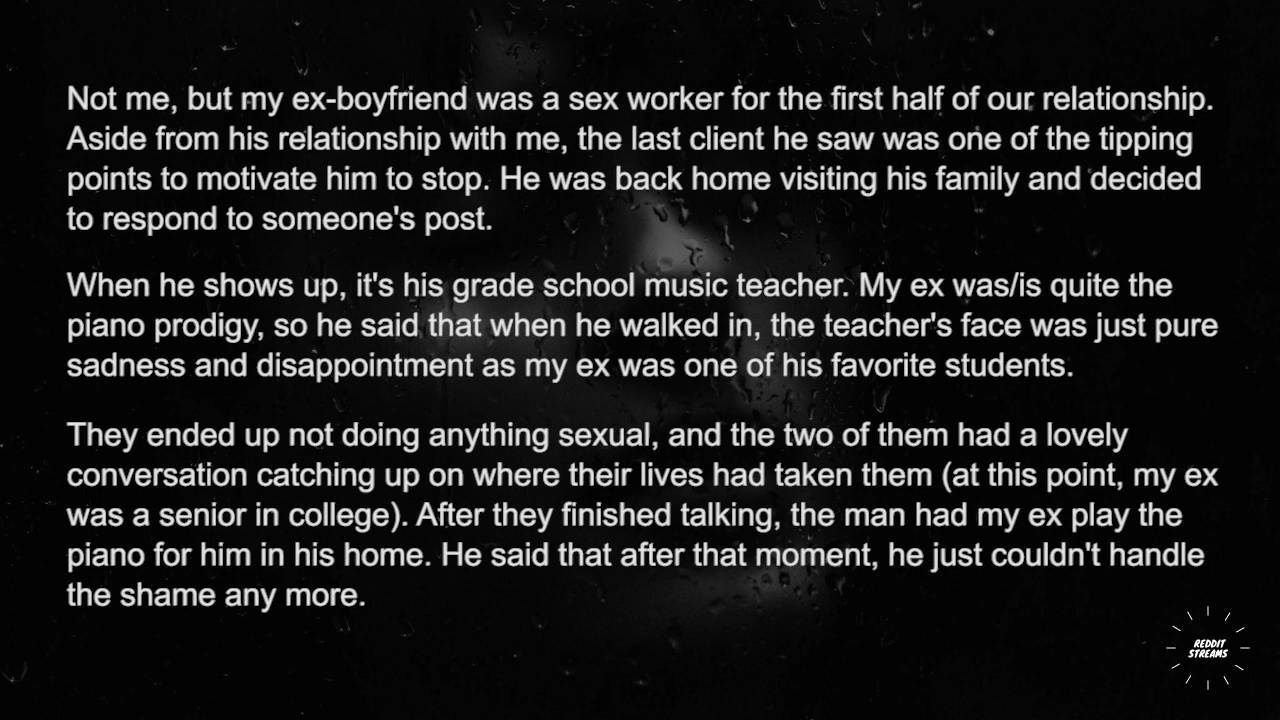 Not me, but my ex-boyfriend was a sex worker for the first half of our relationship.
Aside from his relationship with me, the last client he saw was one of the tipping
points to motivate him to stop. He was back home visiting his family and decided
to respond to someone's post.
When he shows up, it's his grade school music teacher. My ex was/is quite the
piano prodigy, so he said that when he walked in, the teacher's face was just pure
sadness and disappointment as my ex was one of his favorite students.
They ended up not doing anything sexual, and the two of them had a lovely
conversation catching up on where their lives had taken them (at this point, my ex
was a senior in college). After they finished talking, the man had my ex play the
piano for him in his home. He said that after that moment, he just couldn't handle
the shame any more.
REDDIT
STREAMS